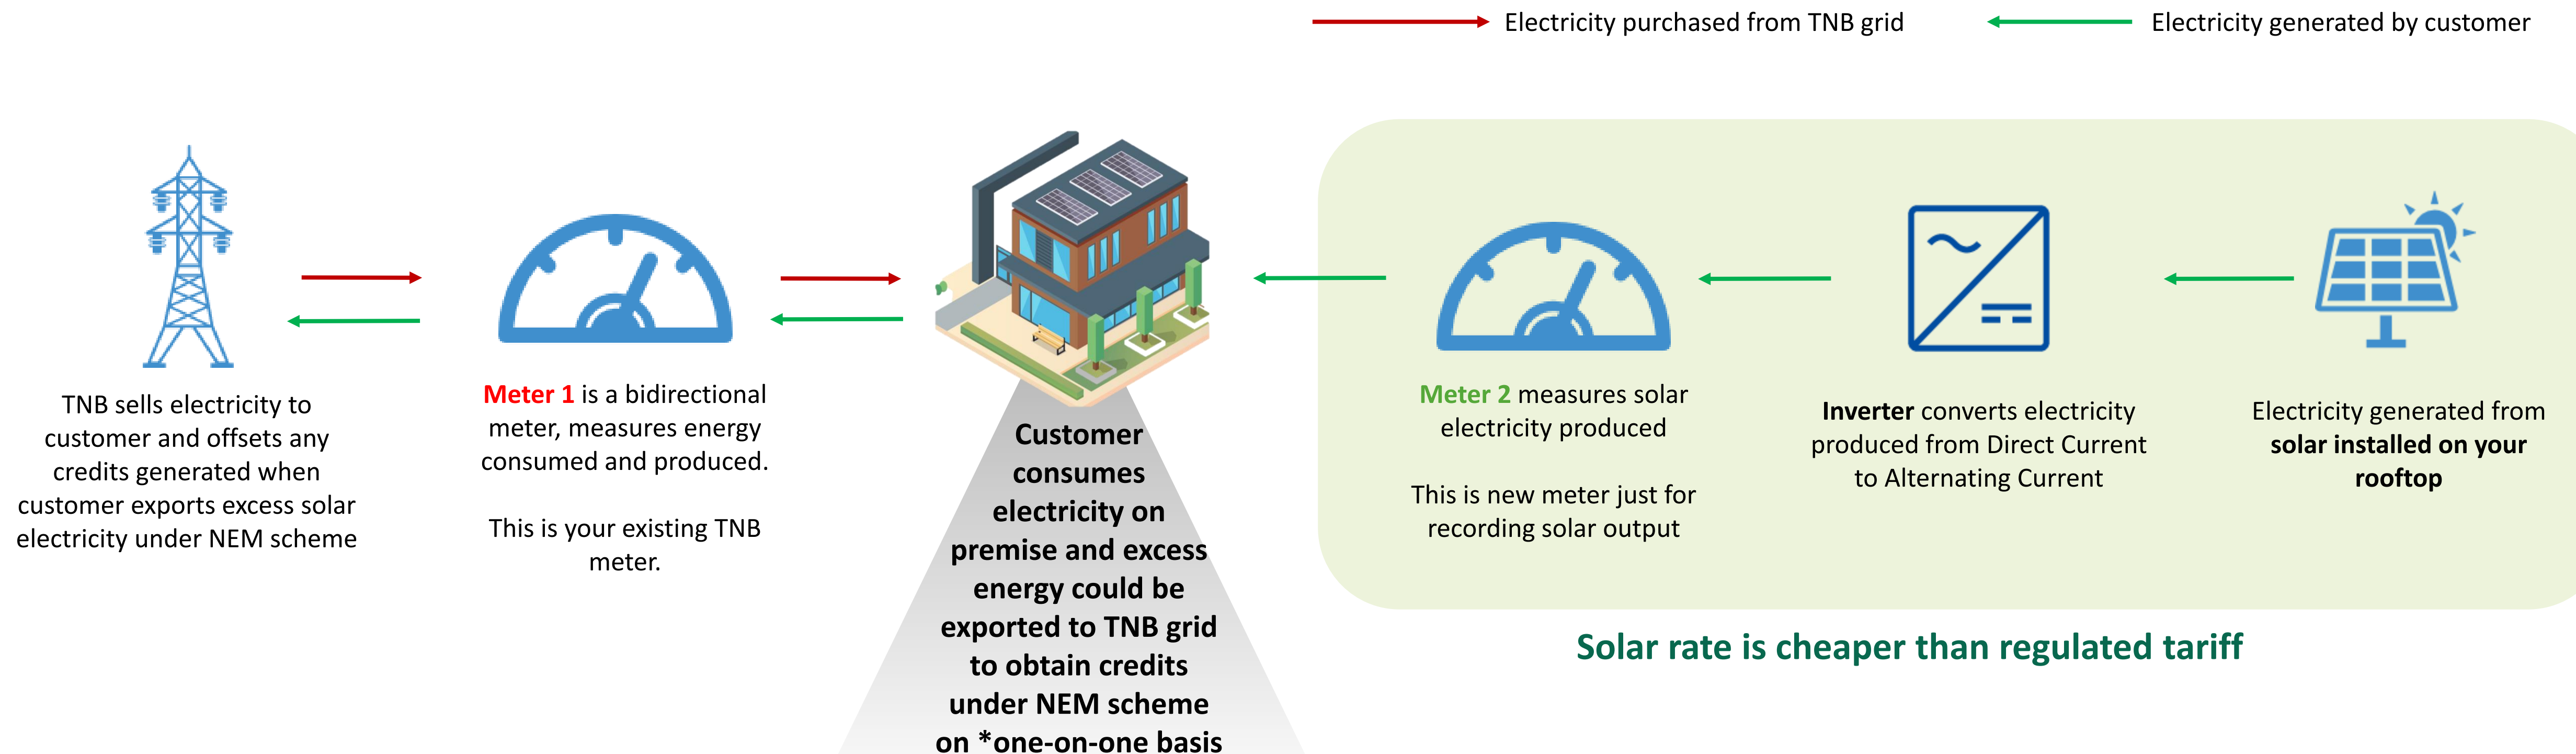 Electricity purchased from TNB grid
Electricity generated by customer
TNB sells electricity to
customer and offsets any
credits generated when
customer exports excess solar
electricity under NEM scheme
Meter 1 is a bidirectional
meter, measures energy
consumed and produced.
This is your existing TNB
meter.
Customer
consumes
electricity on
premise and excess
energy could be
exported to TNB grid
to obtain credits
under NEM scheme
on *one-on-one basis
Meter 2 measures solar
electricity produced
This is new meter just for
recording solar output
Inverter converts electricity
produced from Direct Current
to Alternating Current
Electricity generated from
solar installed on your
rooftop
Solar rate is cheaper than regulated tariff